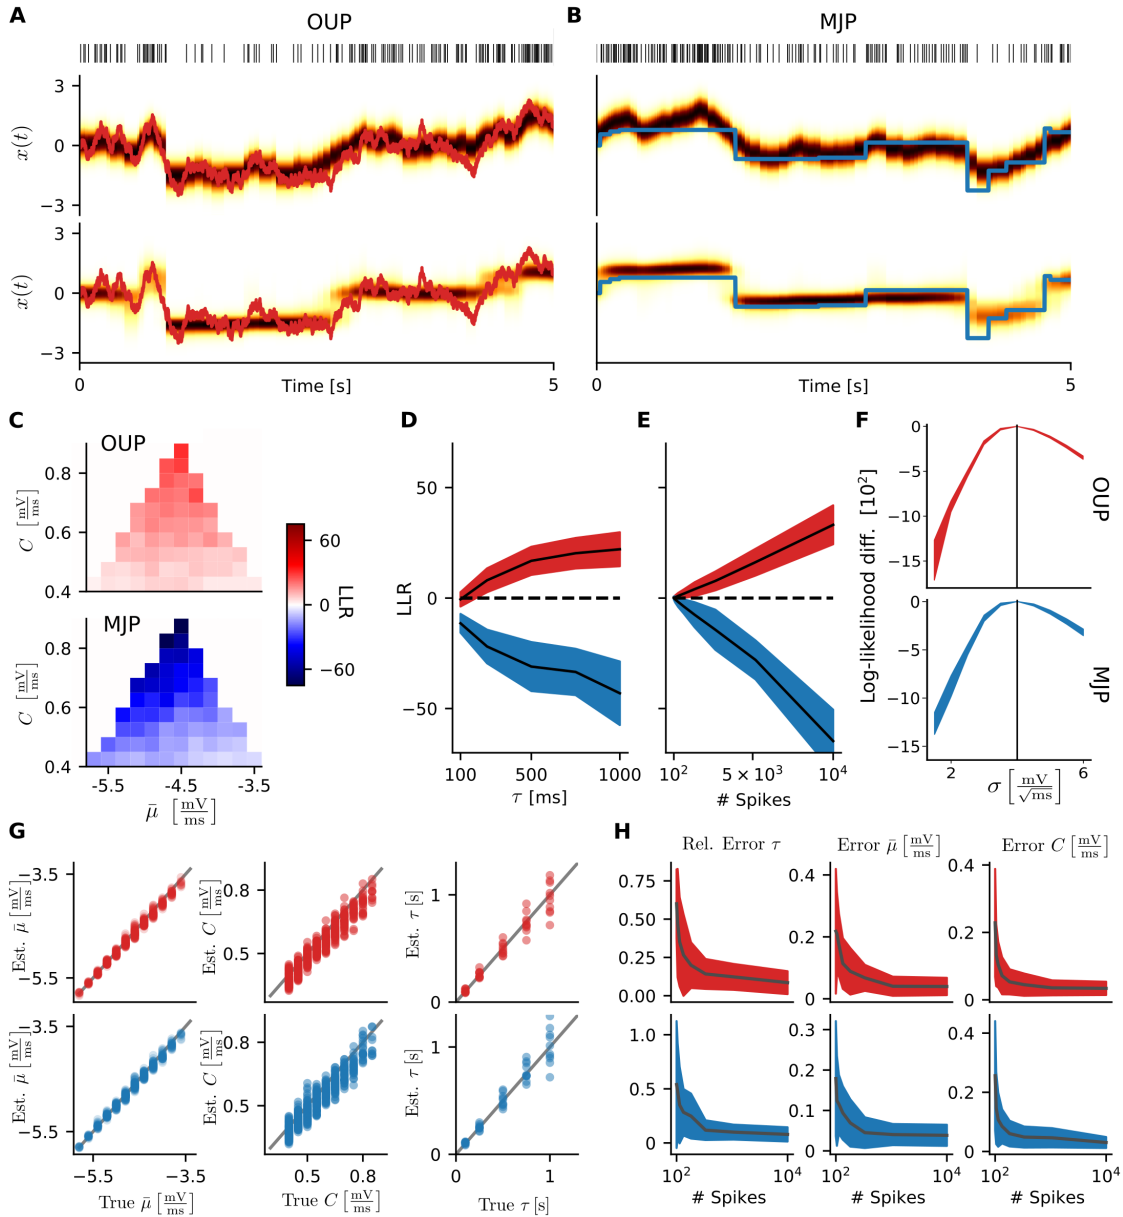 A
OUP
B
MJP
3
0
−3
x(t)
3
0
−3
x(t)
0
Time [s]
5
0
Time [s]
5
C
OUP
0.8
0.6
0.4
C [mV/ms]
MJP
0.8
0.6
0.4
C [mV/ms]
-5.5
-4.5
-3.5
μ̄ [mV/ms]
60
0
−60
LLR
D
50
0
−50
LLR
100
500
1000
τ [ms]
E
10²
5 × 10³
10⁴
# Spikes
F
0
−5
−10
−15
OUP
Log-likelihood diff. [10²]
0
−5
−10
−15
MJP
2
6
σ [mV/√ms]
G
-3.5
-5.5
Est. μ̄ [mV/ms]
0.8
0.5
Est. C [mV/ms]
1
0
Est. τ [s]
−3.5
−5.5
Est. μ̄ [mV/ms]
0.8
0.5
Est. C [mV/ms]
1
0
Est. τ [s]
−5.5
−3.5
True μ̄ [mV/ms]
0.5
0.8
True C [mV/ms]
0
1
True τ [s]
H
Rel. Error τ
Error μ̄ [mV/ms]
Error C [mV/ms]
0.75
0.50
0.25
0.00
0.4
0.2
0
0.4
0.2
0
1.0
0.5
0
0.3
0.2
0.1
0
0.4
0.2
0
10²
10⁴
# Spikes
10²
10⁴
# Spikes
10²
10⁴
# Spikes